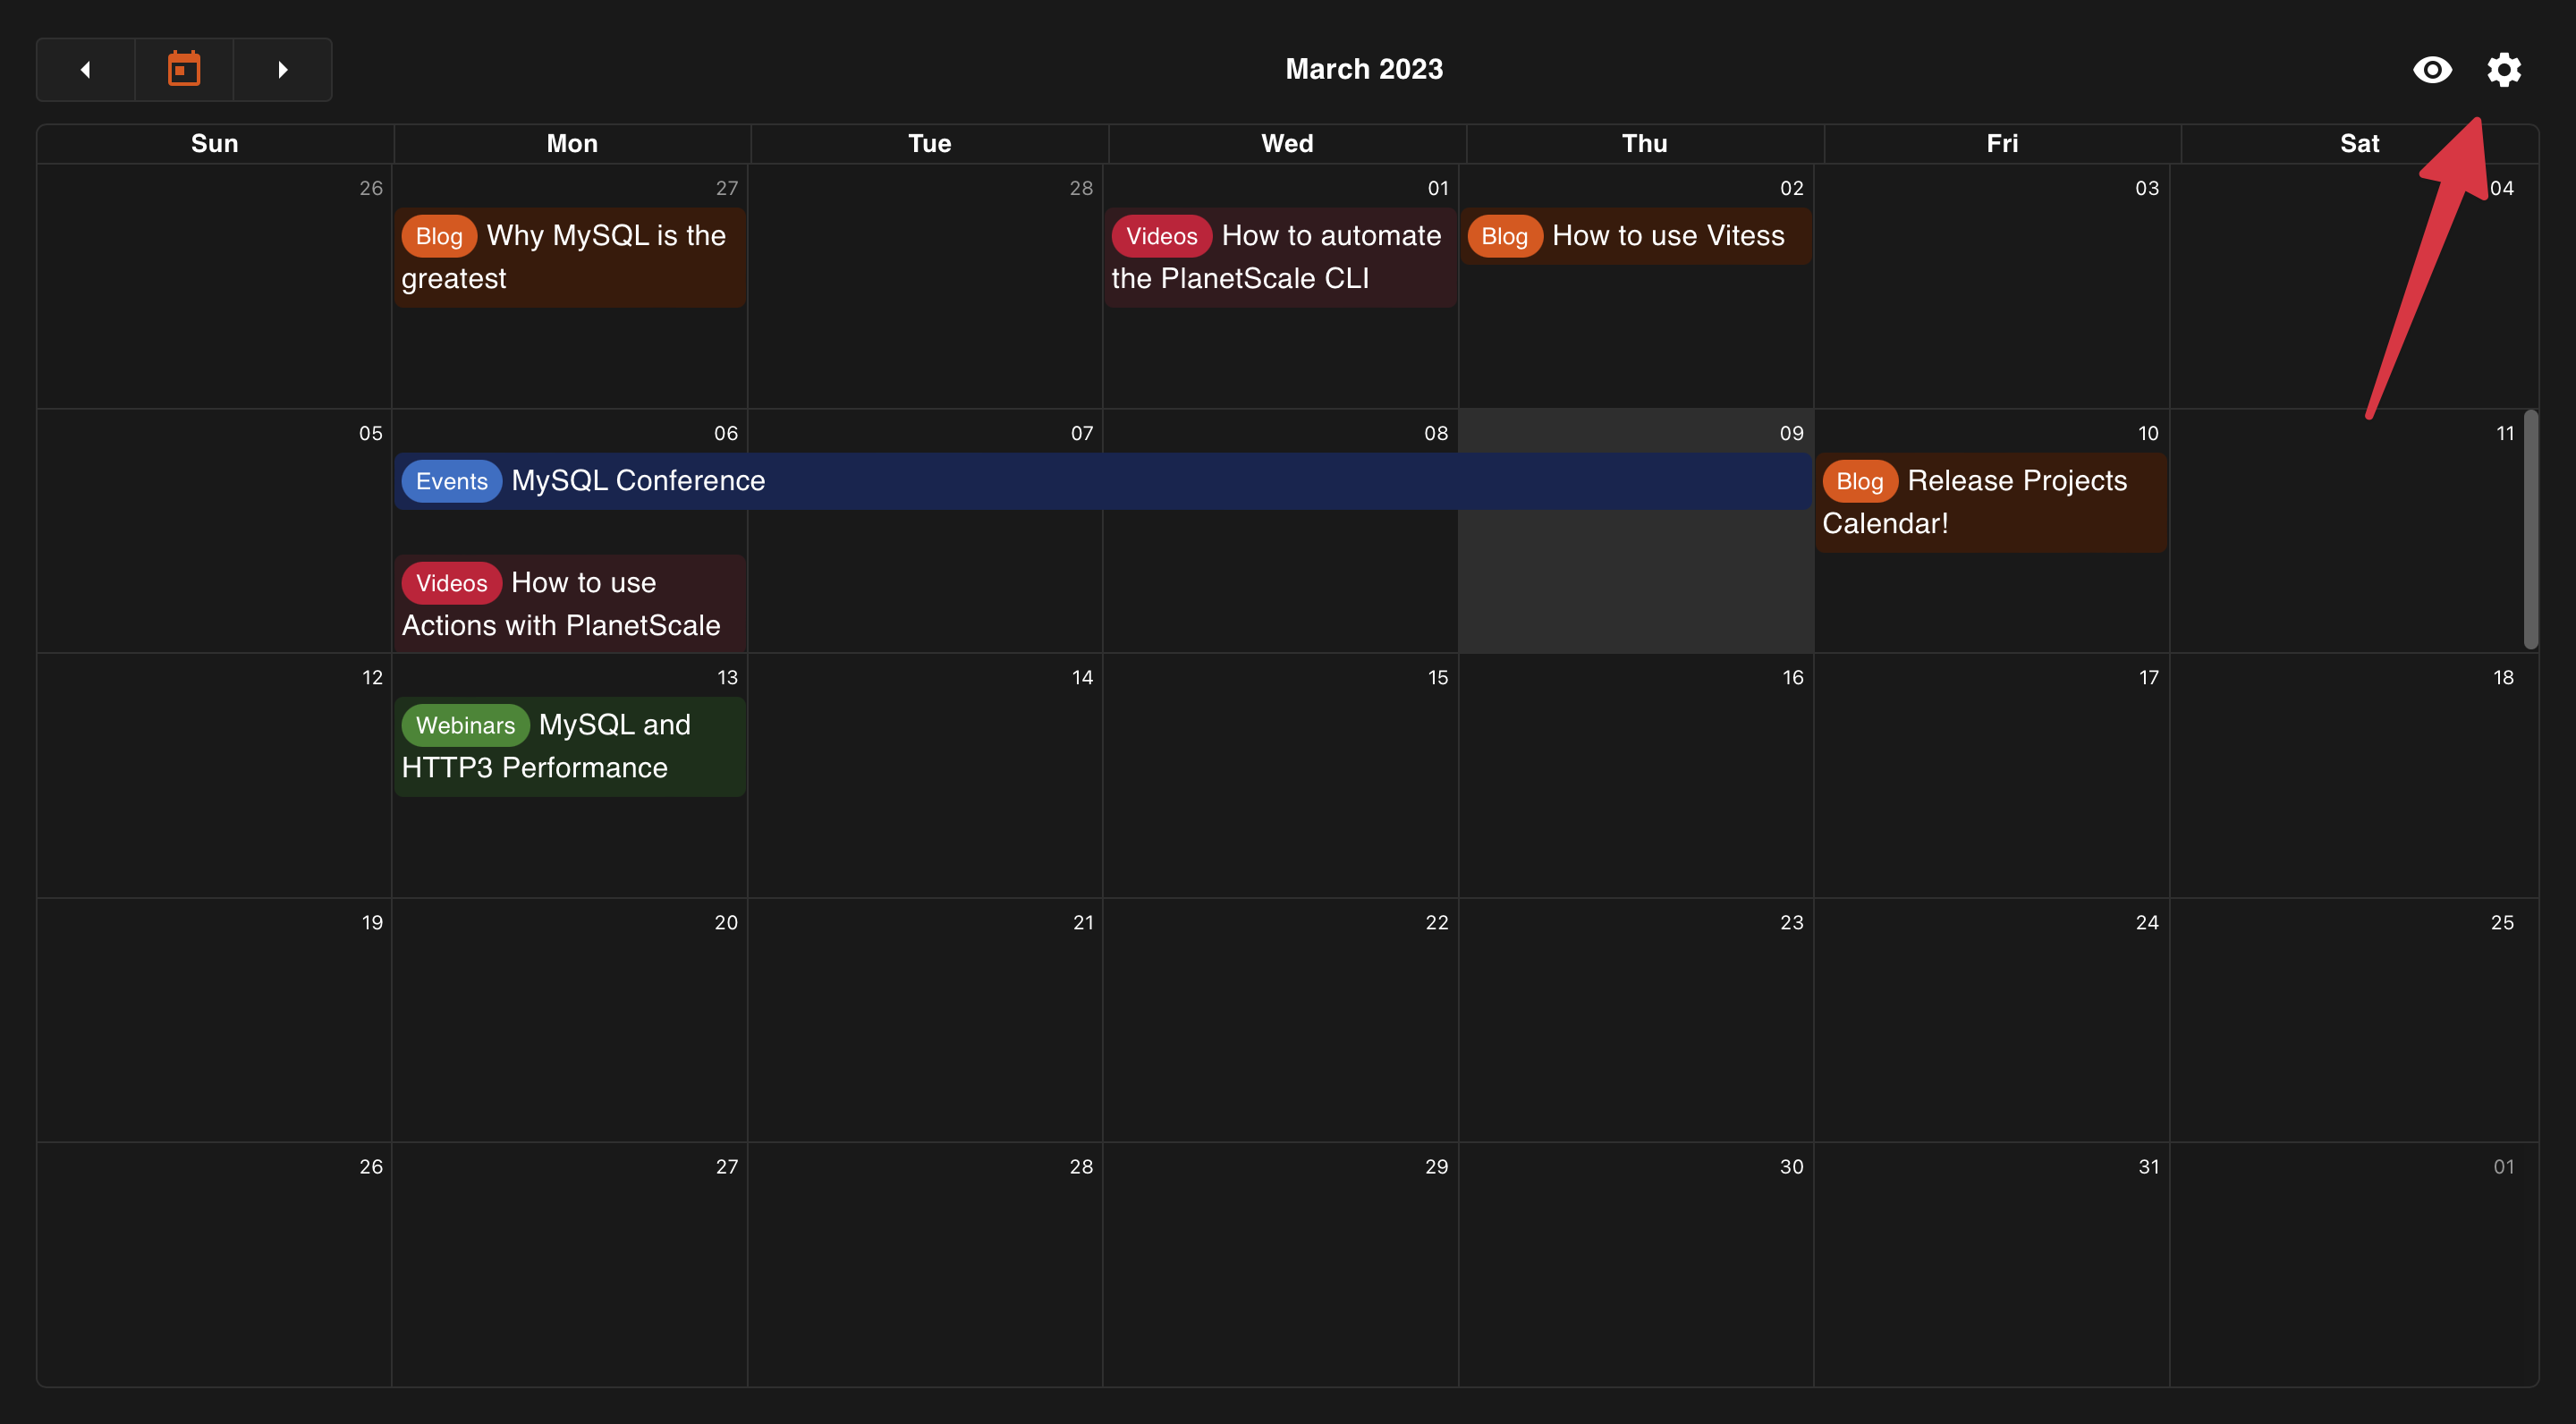 March 2023
Sun Mon Tue Wed Thu Fri Sat
26 27 28 01 02 03 04
Blog Why MySQL is the
greatest
Videos How to automate
the PlanetScale CLI
Blog How to use Vitess
05 06 07 08 09 10 11
Events MySQL Conference
Blog Release Projects
Calendar!
Videos How to use
Actions with PlanetScale
12 13 14 15 16 17 18
Webinars MySQL and
HTTP3 Performance
19 20 21 22 23 24 25
26 27 28 29 30 31 01